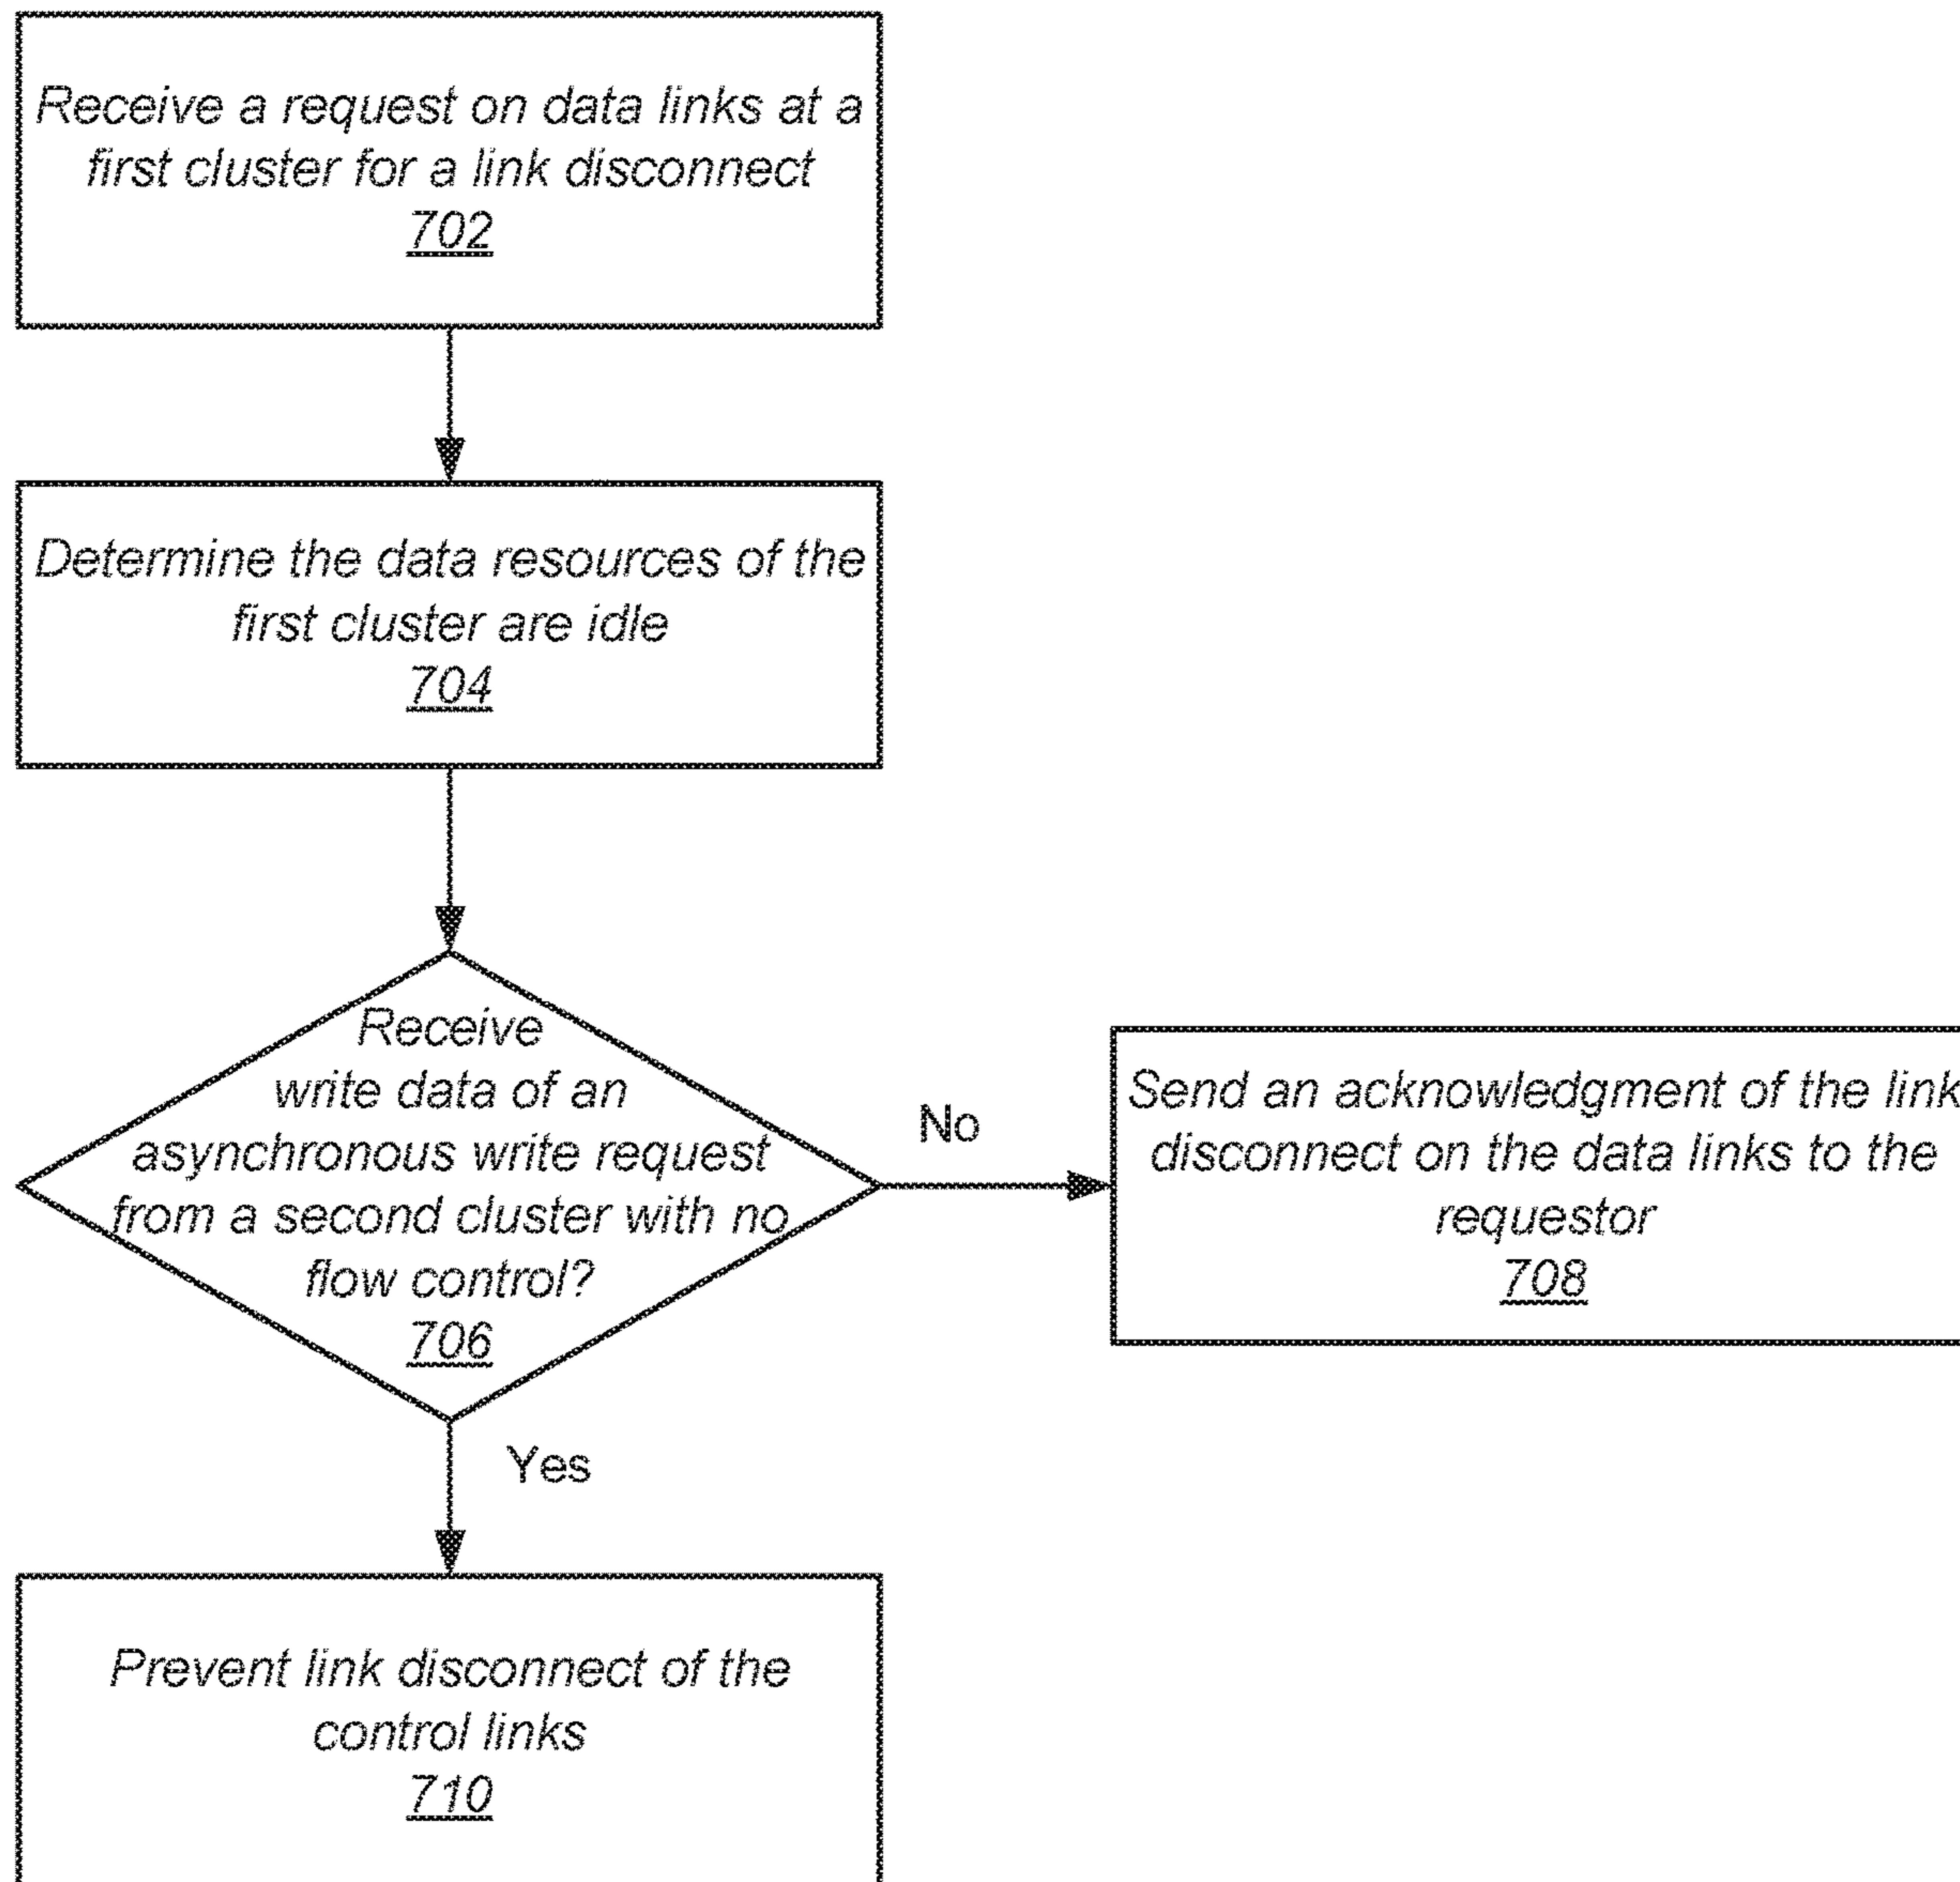 Receive a request on data links at a
first cluster for a link disconnect
702
Determine the data resources of the
first cluster are idle
704
Receive
write data of an
asynchronous write request
from a second cluster with no
flow control?
706
No
Send an acknowledgment of the link
disconnect on the data links to the
requestor
708
Yes
Prevent link disconnect of the
control links
710